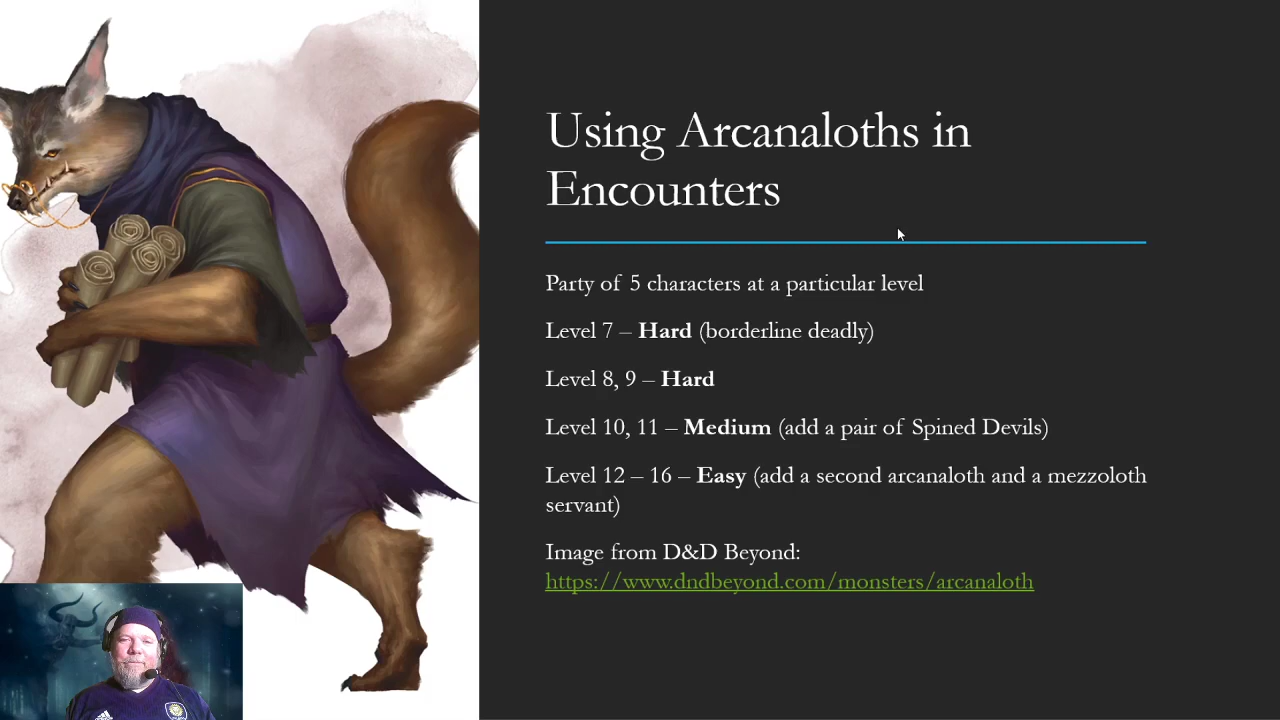 Using Arcanaloths in
Encounters
Party of 5 characters at a particular level
Level 7 – Hard (borderline deadly)
Level 8, 9 – Hard
Level 10, 11 – Medium (add a pair of Spined Devils)
Level 12 – 16 – Easy (add a second arcanaloth and a mezzoloth
servant)
Image from D&D Beyond:
https://www.dndbeyond.com/monsters/arcanaloth